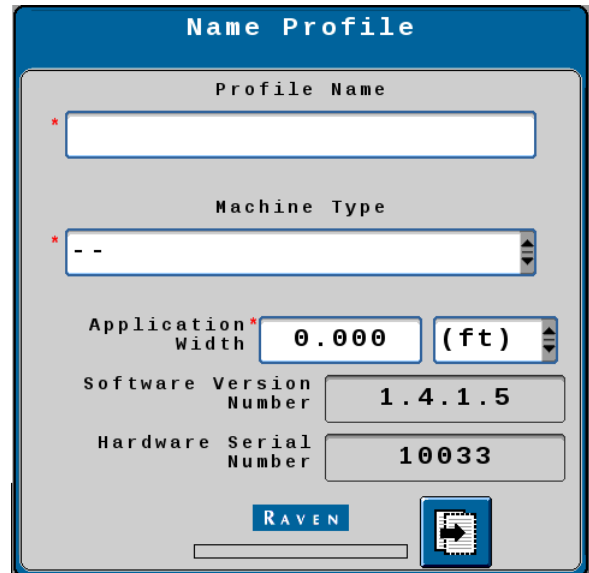 Name Profile
Profile Name
*
Machine Type
*
--
Application*
Width
0.000
(ft)
Software Version
Number
1.4.1.5
Hardware Serial
Number
10033
RAVEN